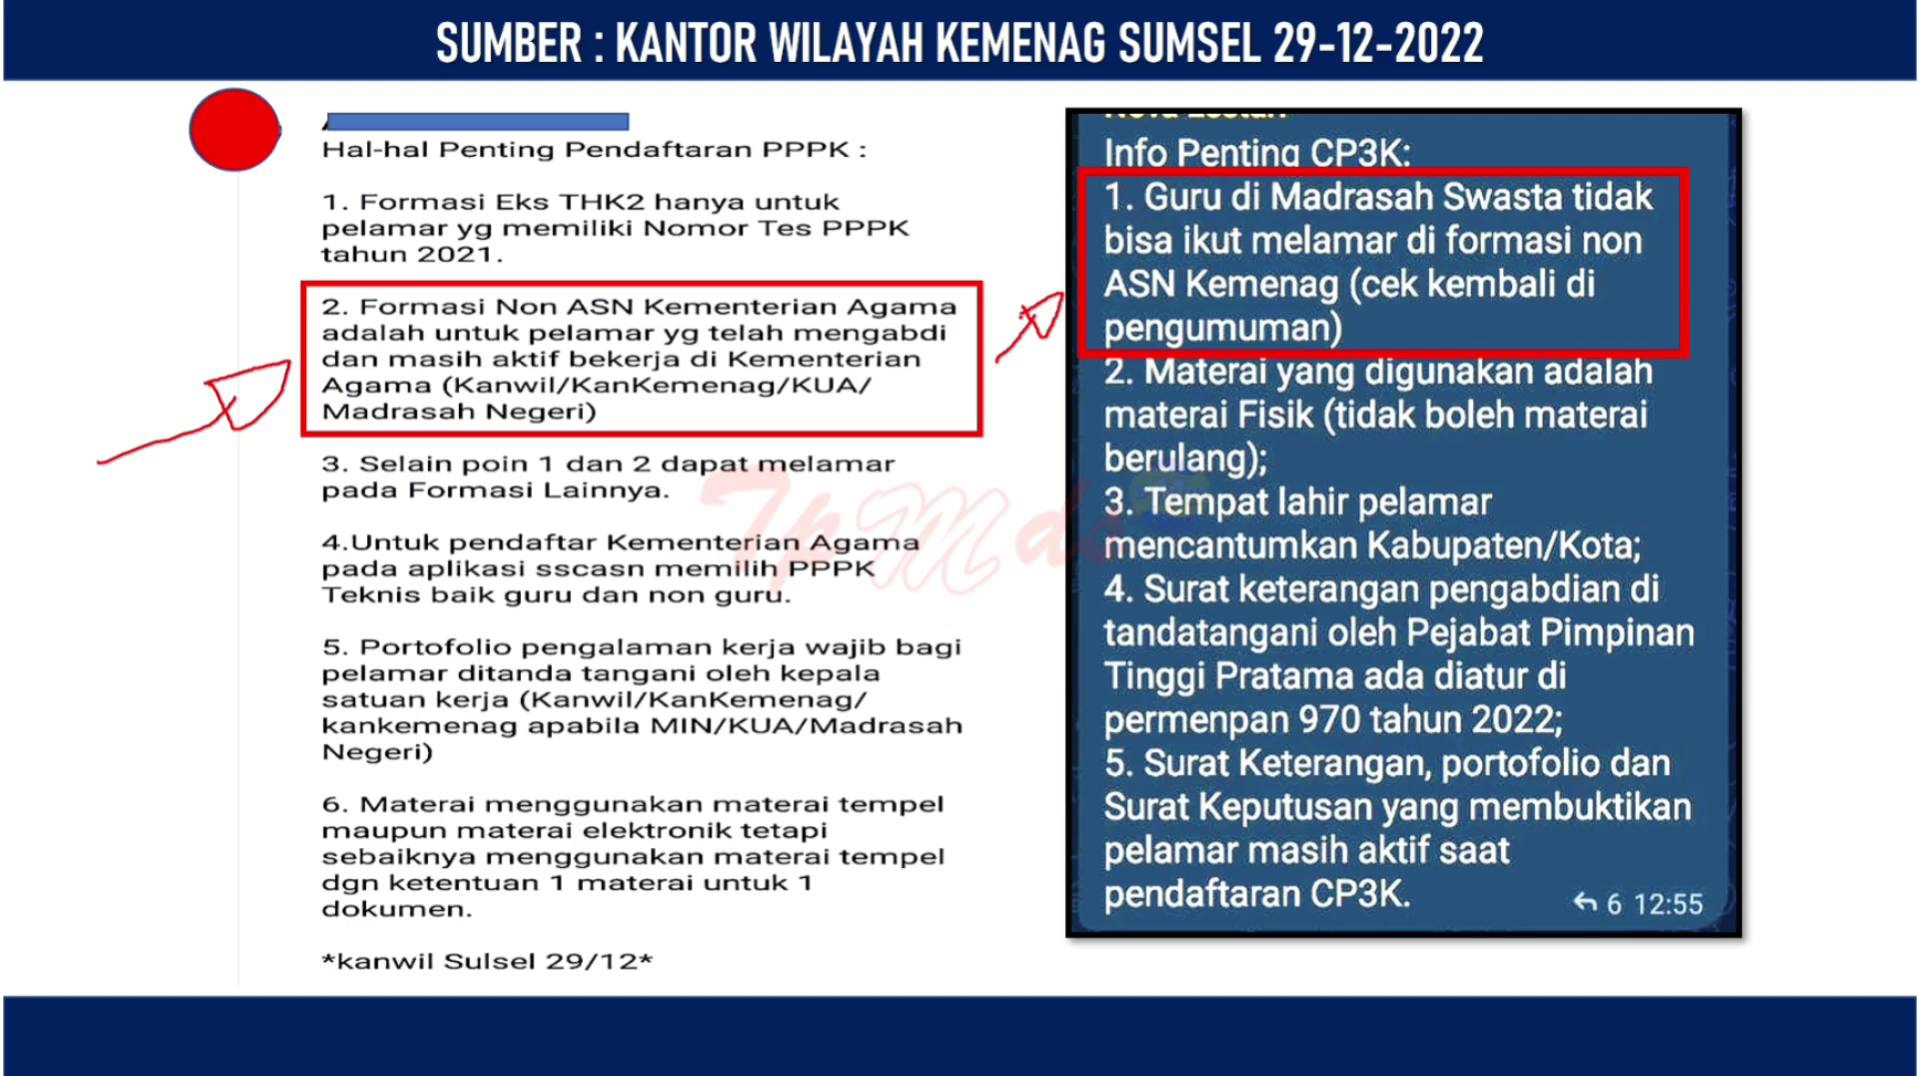 SUMBER : KANTOR WILAYAH KEMENAG SUMSEL 29-12-2022
Hal-hal Penting Pendaftaran PPPK :
1. Formasi Eks THK2 hanya untuk
pelamar yg memiliki Nomor Tes PPPK
tahun 2021.
2. Formasi Non ASN Kementerian Agama
adalah untuk pelamar yg telah mengabdi
dan masih aktif bekerja di Kementerian
Agama (Kanwil/KanKemenag/KUA/
Madrasah Negeri)
3. Selain poin 1 dan 2 dapat melamar
pada Formasi Lainnya.
4.Untuk pendaftar Kementerian Agama
pada aplikasi sscasn memilih PPPK
Teknis baik guru dan non guru.
5. Portofolio pengalaman kerja wajib bagi
pelamar ditanda tangani oleh kepala
satuan kerja (Kanwil/KanKemenag/
kankemenag apabila MIN/KUA/Madrasah
Negeri)
6. Materai menggunakan materai tempel
maupun materai elektronik tetapi
sebaiknya menggunakan materai tempel
dgn ketentuan 1 materai untuk 1
dokumen.
*kanwil Sulsel 29/12*
Info Penting CP3K:
1. Guru di Madrasah Swasta tidak
bisa ikut melamar di formasi non
ASN Kemenag (cek kembali di
pengumuman)
2. Materai yang digunakan adalah
materai Fisik (tidak boleh materai
berulang);
3. Tempat lahir pelamar
mencantumkan Kabupaten/Kota;
4. Surat keterangan pengabdian di
tandatangani oleh Pejabat Pimpinan
Tinggi Pratama ada diatur di
permenpan 970 tahun 2022;
5. Surat Keterangan, portofolio dan
Surat Keputusan yang membuktikan
pelamar masih aktif saat
pendaftaran CP3K.
6 12:55